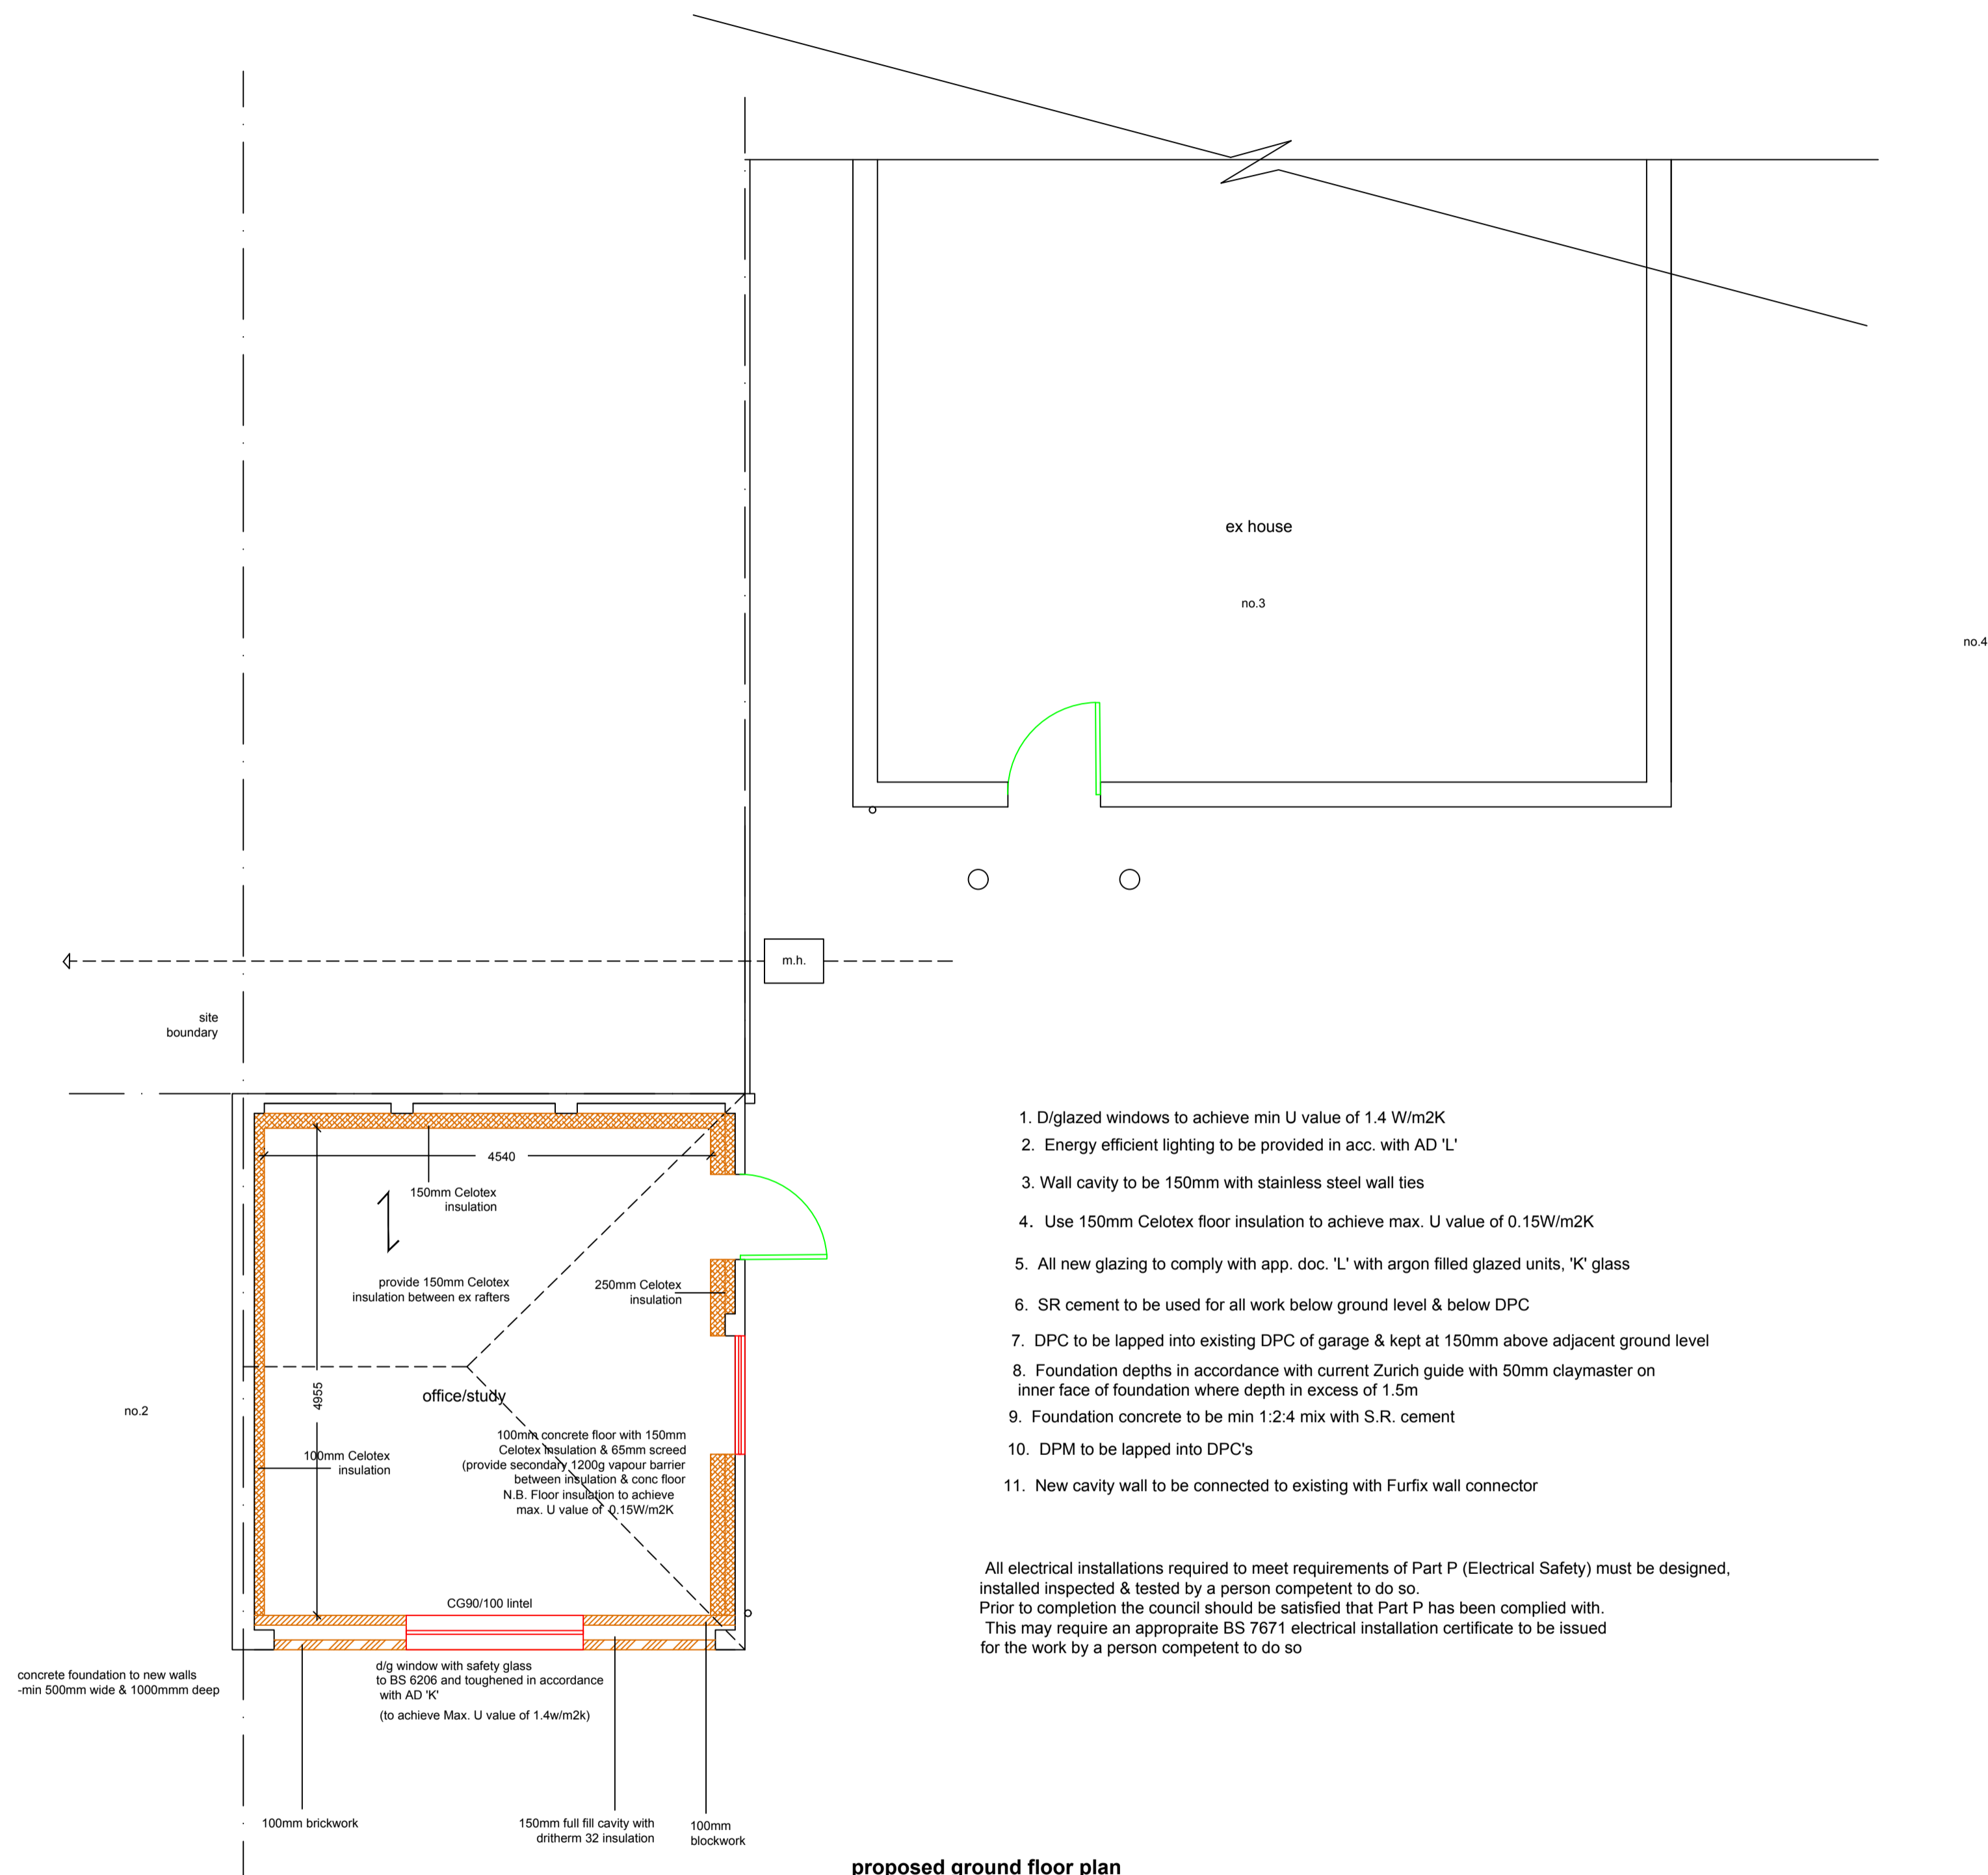 ex house
no.3
no.4
m.h.
site
boundary
4540
150mm Celotex
insulation
provide 150mm Celotex
insulation between ex rafters
250mm Celotex
insulation
4955
office/study
no.2
100mm concrete floor with 150mm
Celotex insulation & 65mm screed
(provide secondary 1200g vapour barrier
between insulation & conc floor
N.B. Floor insulation to achieve
max. U value of 0.15W/m2K
100mm Celotex
insulation
CG90/100 lintel
concrete foundation to new walls
-min 500mm wide & 1000mmm deep
d/g window with safety glass
to BS 6206 and toughened in accordance
with AD 'K'
(to achieve Max. U value of 1.4w/m2k)
100mm brickwork
150mm full fill cavity with
dritherm 32 insulation
100mm
blockwork
1. D/glazed windows to achieve min U value of 1.4 W/m2K
2. Energy efficient lighting to be provided in acc. with AD 'L'
3. Wall cavity to be 150mm with stainless steel wall ties
4. Use 150mm Celotex floor insulation to achieve max. U value of 0.15W/m2K
5. All new glazing to comply with app. doc. 'L' with argon filled glazed units, 'K' glass
6. SR cement to be used for all work below ground level & below DPC
7. DPC to be lapped into existing DPC of garage & kept at 150mm above adjacent ground level
8. Foundation depths in accordance with current Zurich guide with 50mm claymaster on
inner face of foundation where depth in excess of 1.5m
9. Foundation concrete to be min 1:2:4 mix with S.R. cement
10. DPM to be lapped into DPC's
11. New cavity wall to be connected to existing with Furfix wall connector
All electrical installations required to meet requirements of Part P (Electrical Safety) must be designed,
installed inspected & tested by a person competent to do so.
Prior to completion the council should be satisfied that Part P has been complied with.
This may require an appropraite BS 7671 electrical installation certificate to be issued
for the work by a person competent to do so
proposed ground floor plan